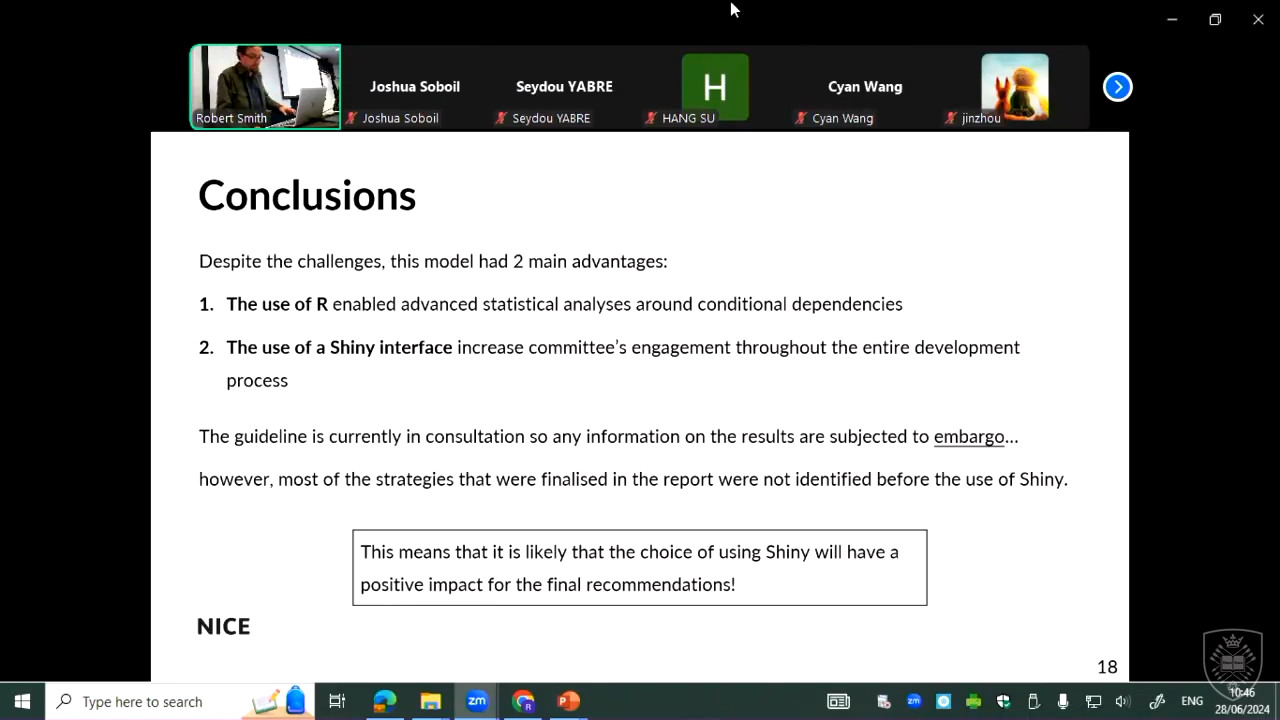 Joshua Soboil
Seydou YABRE
H
Cyan Wang
Robert Smith
Joshua Soboil
Seydou YABRE
HANG SU
Cyan Wang
jinzhou
Conclusions
Despite the challenges, this model had 2 main advantages:
1. The use of R enabled advanced statistical analyses around conditional dependencies
2. The use of a Shiny interface increase committee's engagement throughout the entire development
process
The guideline is currently in consultation so any information on the results are subjected to embargo...
however, most of the strategies that were finalised in the report were not identified before the use of Shiny.
This means that it is likely that the choice of using Shiny will have a
positive impact for the final recommendations!
NICE
18
Type here to search
zm
R
P
zm
ENG
10:46
28/06/2024